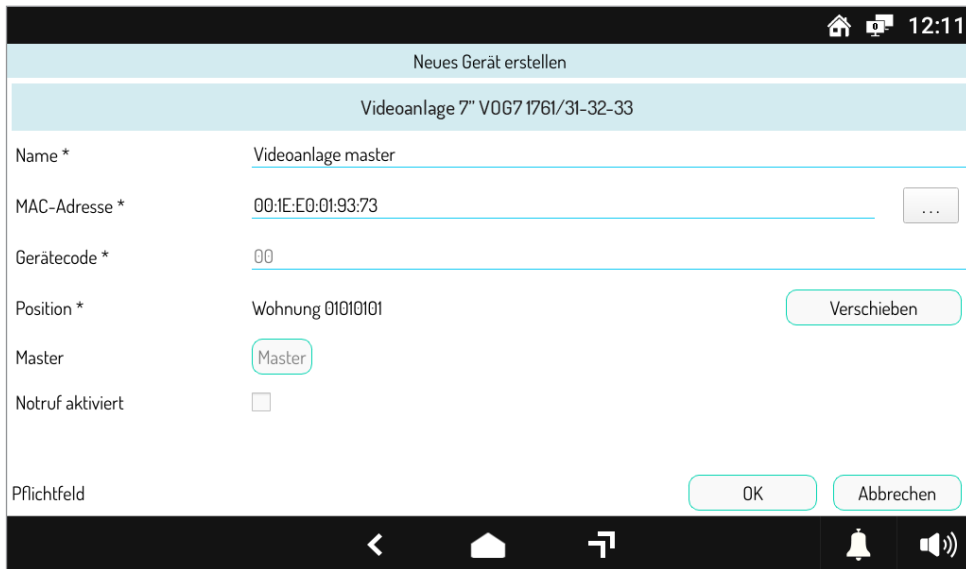 12:11
Neues Gerät erstellen
Videoanlage 7” VOG7 1761/31-32-33
Name * Videoanlage master
MAC-Adresse * 00:1E:E0:01:93:73 ...
Gerätecode * 00
Position * Wohnung 01010101 Verschieben
Master Master
Notruf aktiviert
Pflichtfeld OK Abbrechen